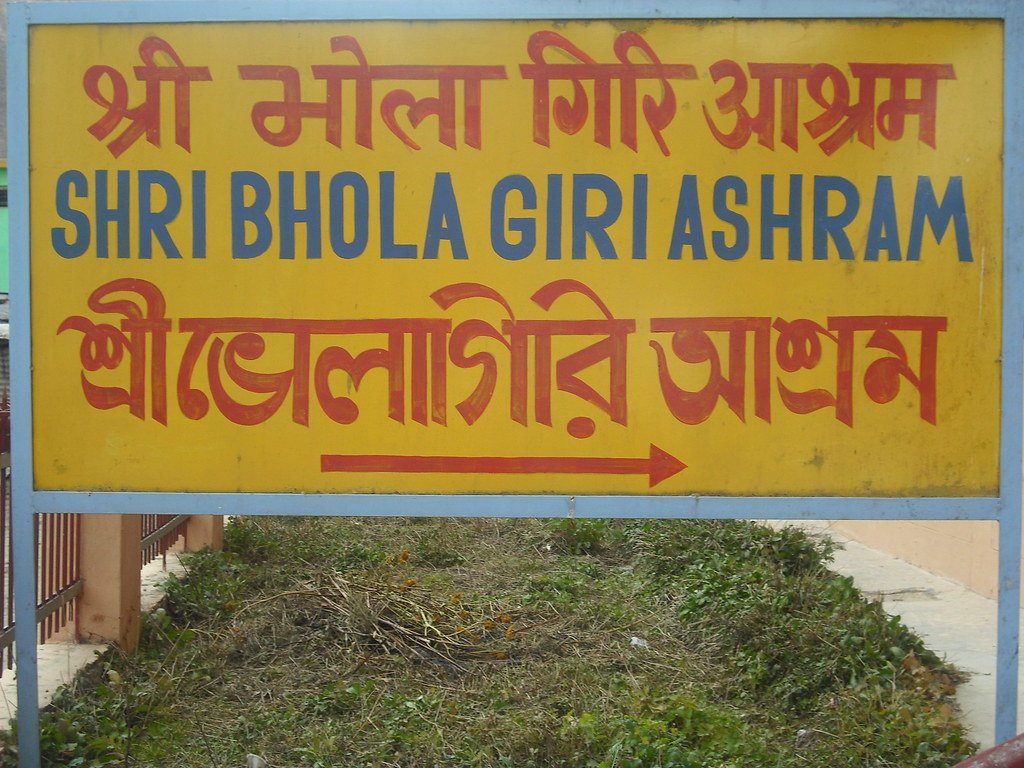 श्री भोला गिरि आश्रम
SHRI BHOLA GIRI ASHRAM
শ্রী ভোলাগিরি আশ্রম